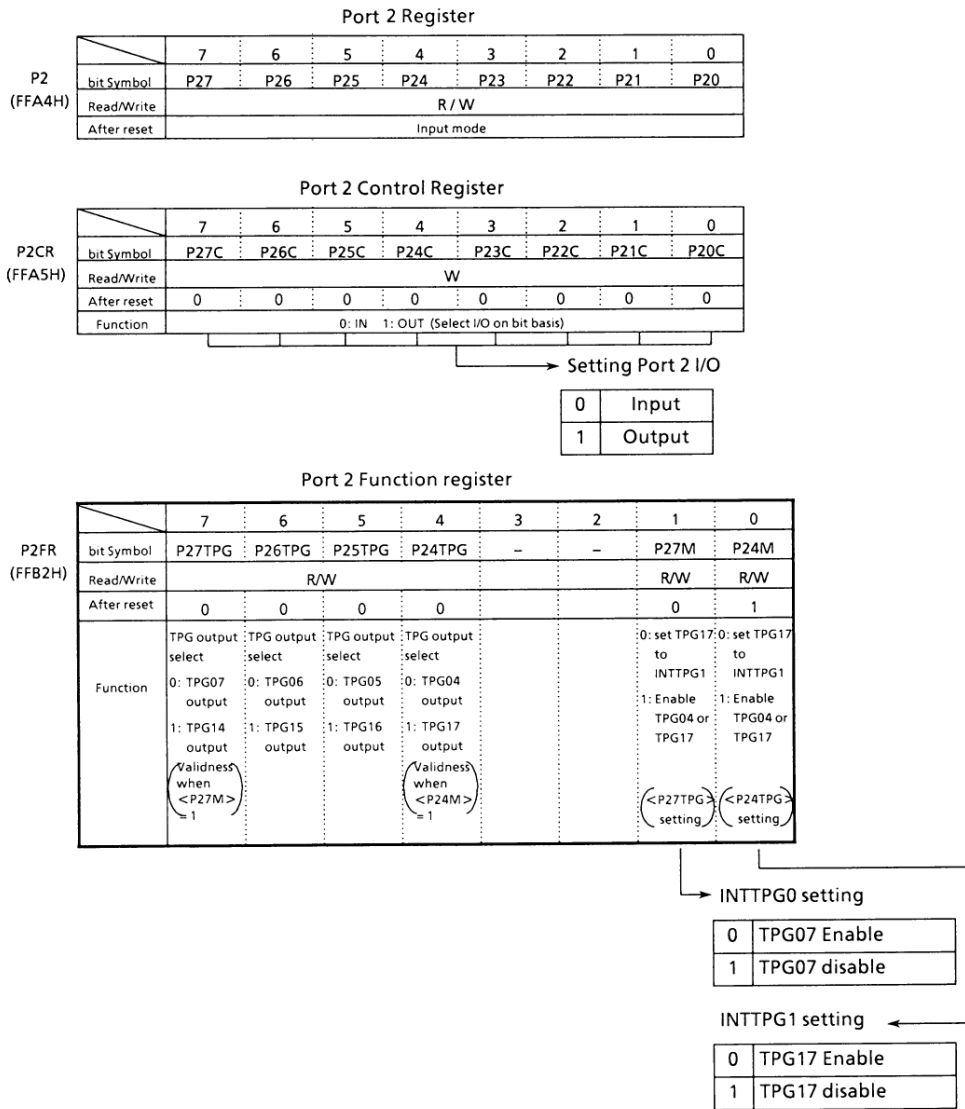 Port 2 Register
7 6 5 4 3 2 1 0
P2 (FFA4H)
bit Symbol P27 P26 P25 P24 P23 P22 P21 P20
Read/Write R / W
After reset Input mode
Port 2 Control Register
7 6 5 4 3 2 1 0
P2CR (FFA5H)
bit Symbol P27C P26C P25C P24C P23C P22C P21C P20C
Read/Write W
After reset 0 0 0 0 0 0 0 0
Function 0: IN 1: OUT (Select I/O on bit basis)
Setting Port 2 I/O
0 Input
1 Output
Port 2 Function register
7 6 5 4 3 2 1 0
P2FR (FFB2H)
bit Symbol P27TPG P26TPG P25TPG P24TPG – – P27M P24M
Read/Write R/W R/W R/W
After reset 0 0 0 0 0 1
Function
TPG output select
0: TPG07 output
1: TPG14 output
(Validness when <P27M> = 1)
TPG output select
0: TPG06 output
1: TPG15 output
TPG output select
0: TPG05 output
1: TPG16 output
TPG output select
0: TPG04 output
1: TPG17 output
(Validness when <P24M> = 1)
0: set TPG17 to INTTPG1
1: Enable TPG04 or TPG17
(<P27TPG> setting)
0: set TPG17 to INTTPG1
1: Enable TPG04 or TPG17
(<P24TPG> setting)
INTTPG0 setting
0 TPG07 Enable
1 TPG07 disable
INTTPG1 setting
0 TPG17 Enable
1 TPG17 disable